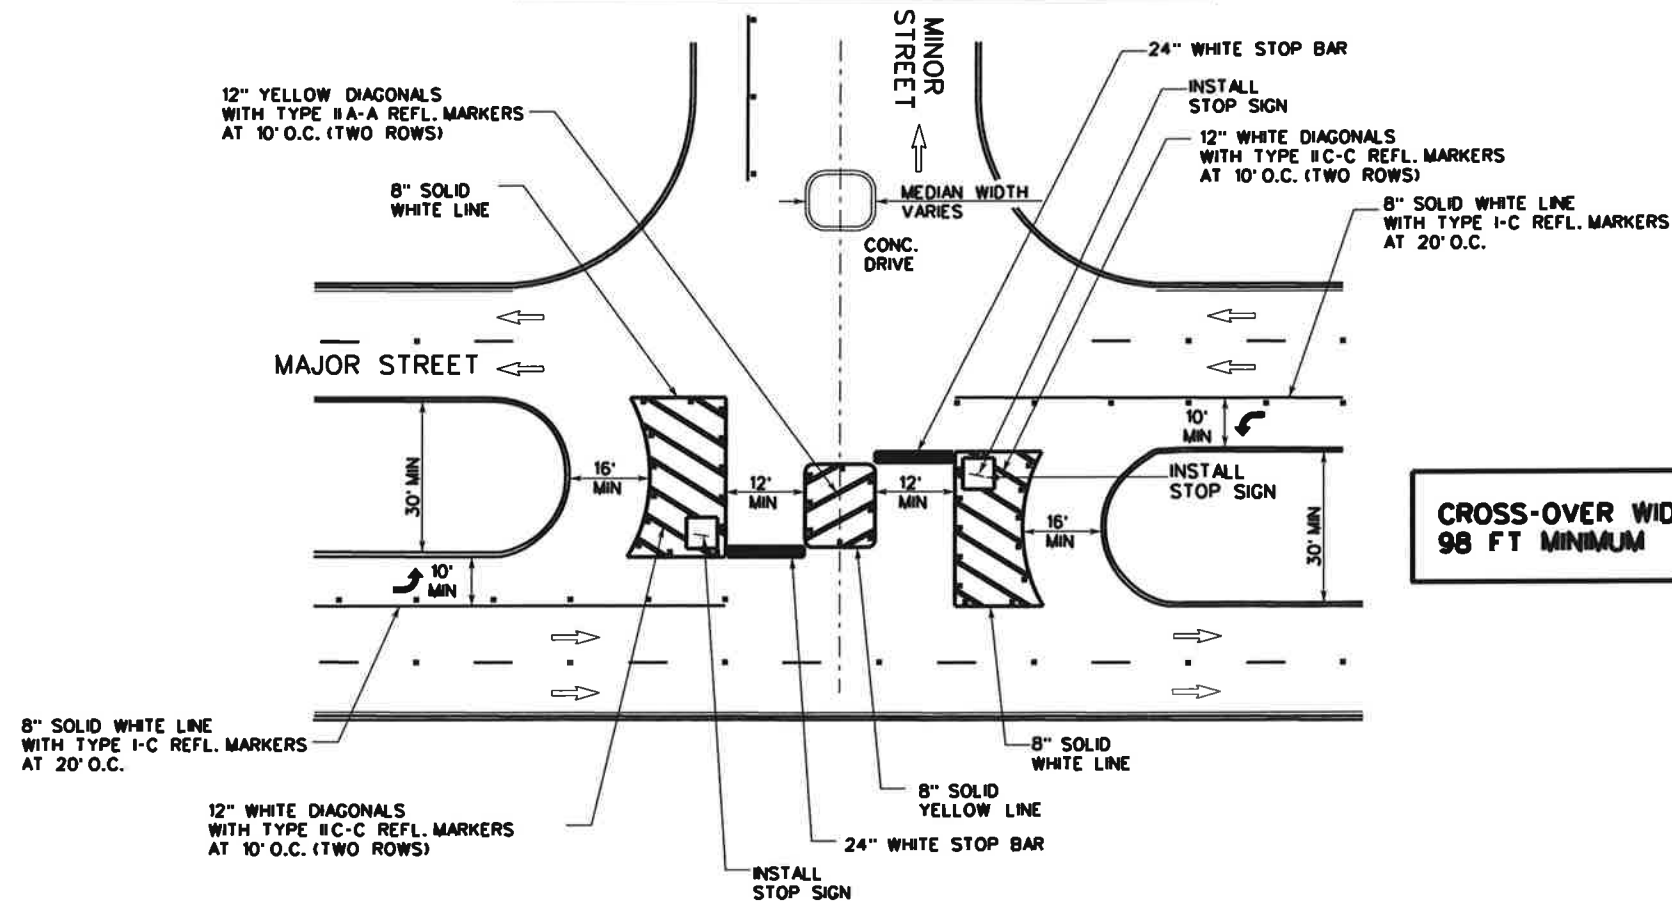 MINOR
STREET
24" WHITE STOP BAR
INSTALL
STOP SIGN
12" YELLOW DIAGONALS
WITH TYPE II A-A REFL. MARKERS
AT 10' O.C. (TWO ROWS)
12" WHITE DIAGONALS
WITH TYPE II C-C REFL. MARKERS
AT 10' O.C. (TWO ROWS)
8" SOLID
WHITE LINE
MEDIAN WIDTH
VARIES
8" SOLID WHITE LINE
WITH TYPE I-C REFL. MARKERS
AT 20' O.C.
CONC.
DRIVE
MAJOR STREET
10'
MIN
30' MIN
16'
MIN
12'
MIN
12'
MIN
INSTALL
STOP SIGN
16'
MIN
30' MIN
CROSS-OVER
98 FT MINIMUM
10'
MIN
8" SOLID WHITE LINE
WITH TYPE I-C REFL. MARKERS
AT 20' O.C.
8" SOLID
WHITE LINE
8" SOLID
YELLOW LINE
12" WHITE DIAGONALS
WITH TYPE II C-C REFL. MARKERS
AT 10' O.C. (TWO ROWS)
24" WHITE STOP BAR
INSTALL
STOP SIGN